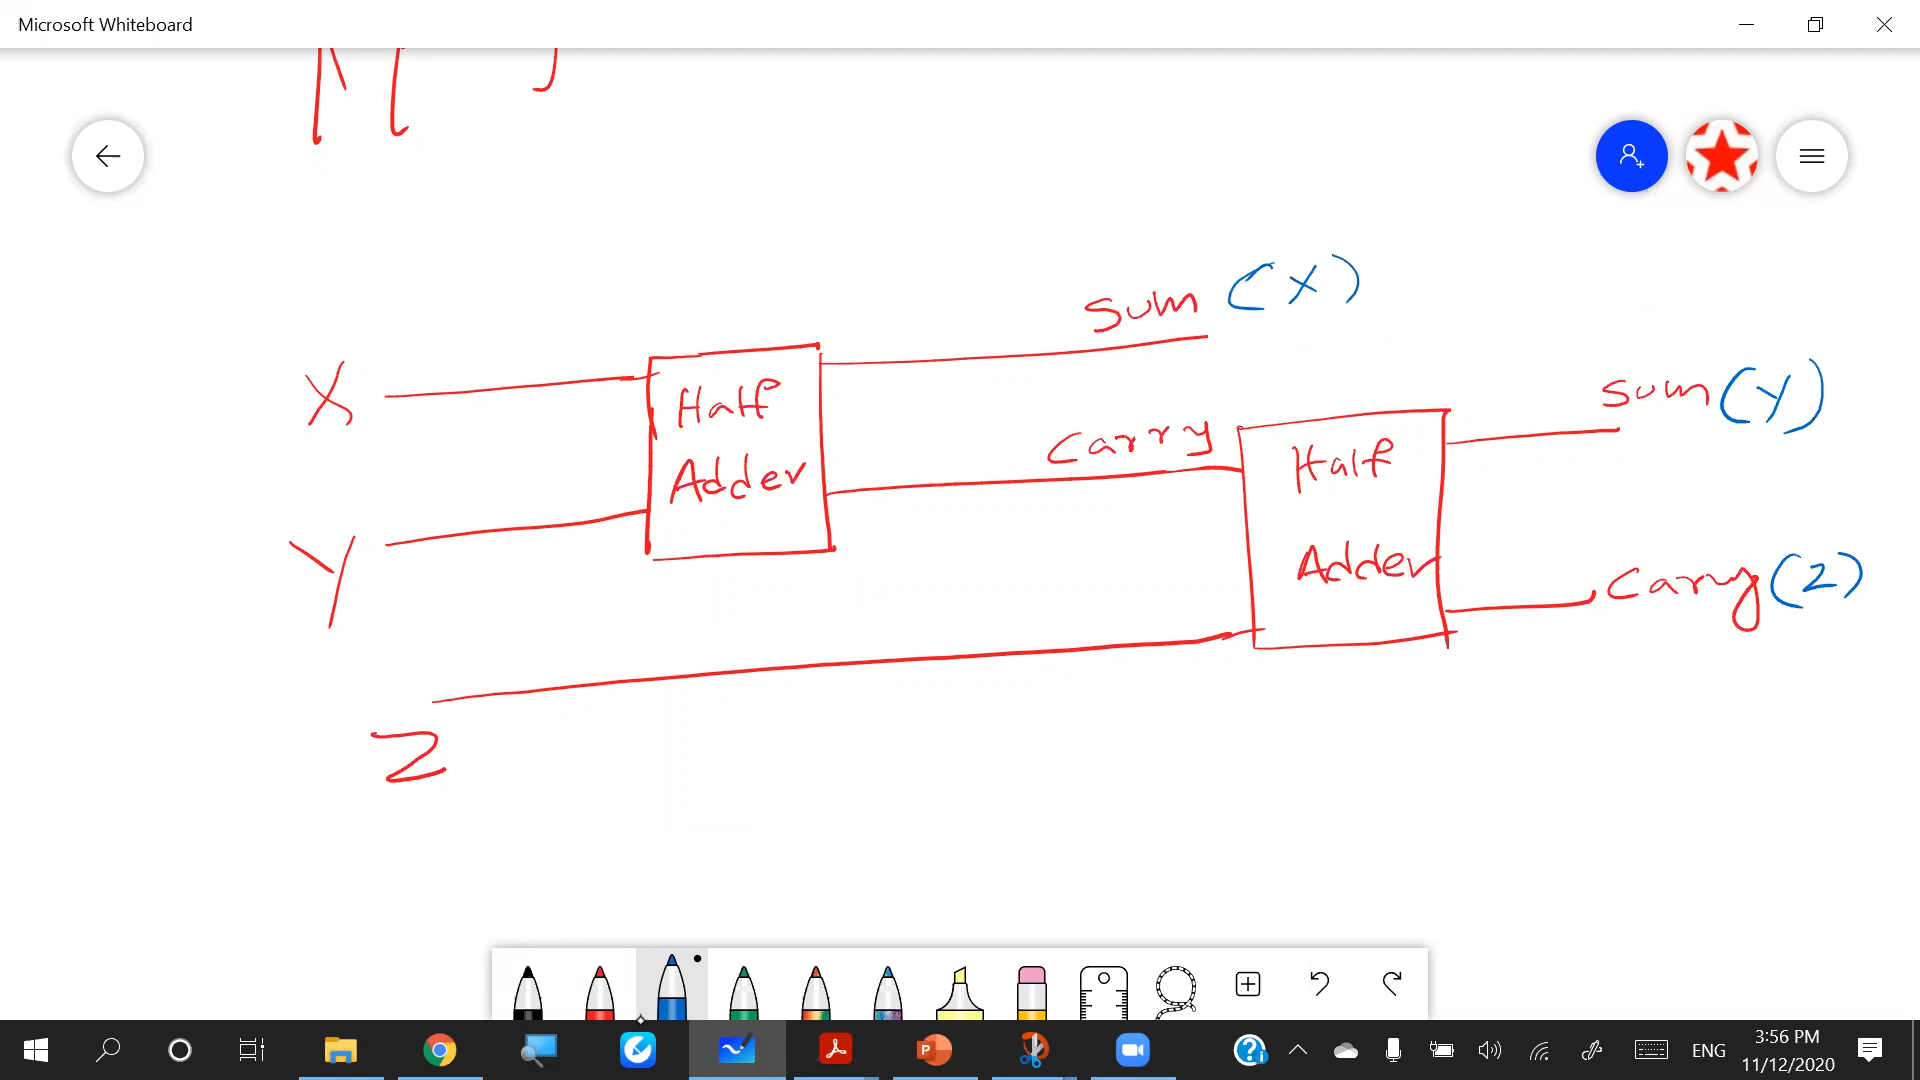 Microsoft Whiteboard
sum (X)
X
Half
Adder
sum (Y)
Carry
Half
Adder
Y
Carry (Z)
Z
ENG
3:56 PM
11/12/2020